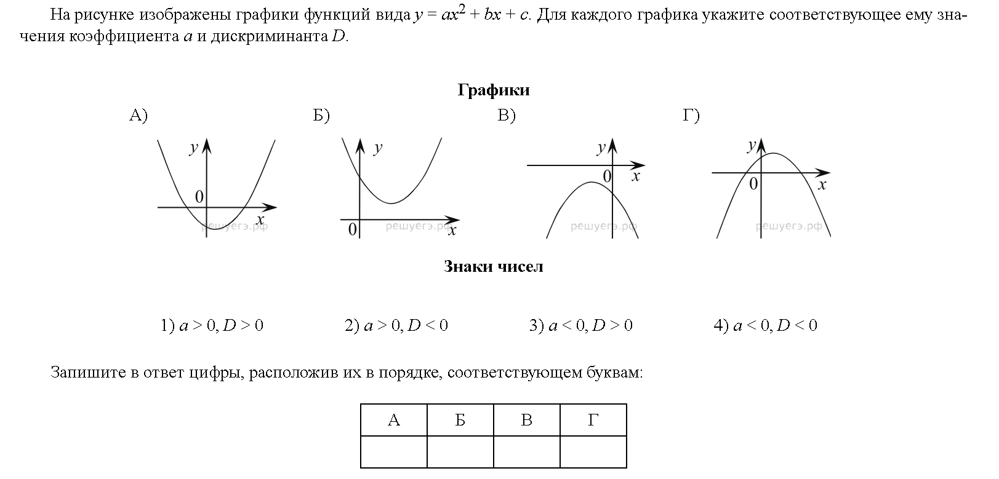 На рисунке изображены графики функций вида y = ax² + bx + c. Для каждого графика укажите соответствующее ему зна-
чения коэффициента a и дискриминанта D.
Графики
А) Б) В) Г)
y y y y
0 x 0 x 0 x 0 x
решуегэ.рф решуегэ.рф решуегэ.рф решуегэ.рф
Знаки чисел
1) a > 0, D > 0 2) a > 0, D < 0 3) a < 0, D > 0 4) a < 0, D < 0
Запишите в ответ цифры, расположив их в порядке, соответствующем буквам:
А Б В Г